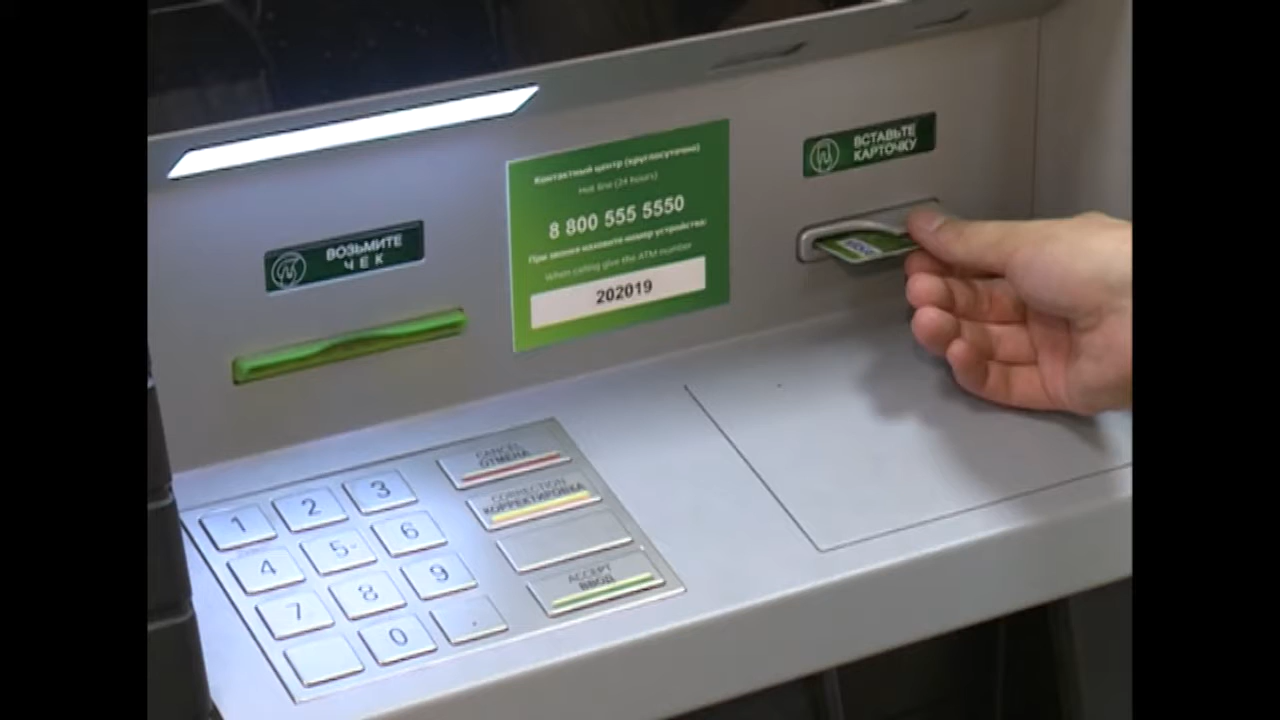 ВСТАВЬТЕ
КАРТОЧКУ
Контактный центр (круглосуточно)
Hot line (24 hours)
8 800 555 5550
При звонке назовите номер устройства:
When calling give the ATM number
202019
ВОЗЬМИТЕ
ЧЕК
CANCEL
ОТМЕНА
CORRECTION
КОРРЕКТИРОВКА
ACCEPT
ВВОД
1 2 3
4 5 6
7 8 9
0 .